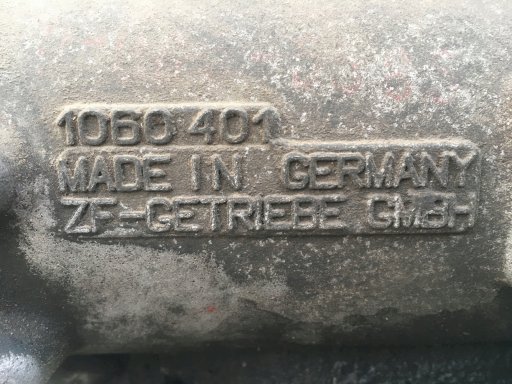 1060 401
MADE IN GERMANY
ZF-GETRIEBE GMBH